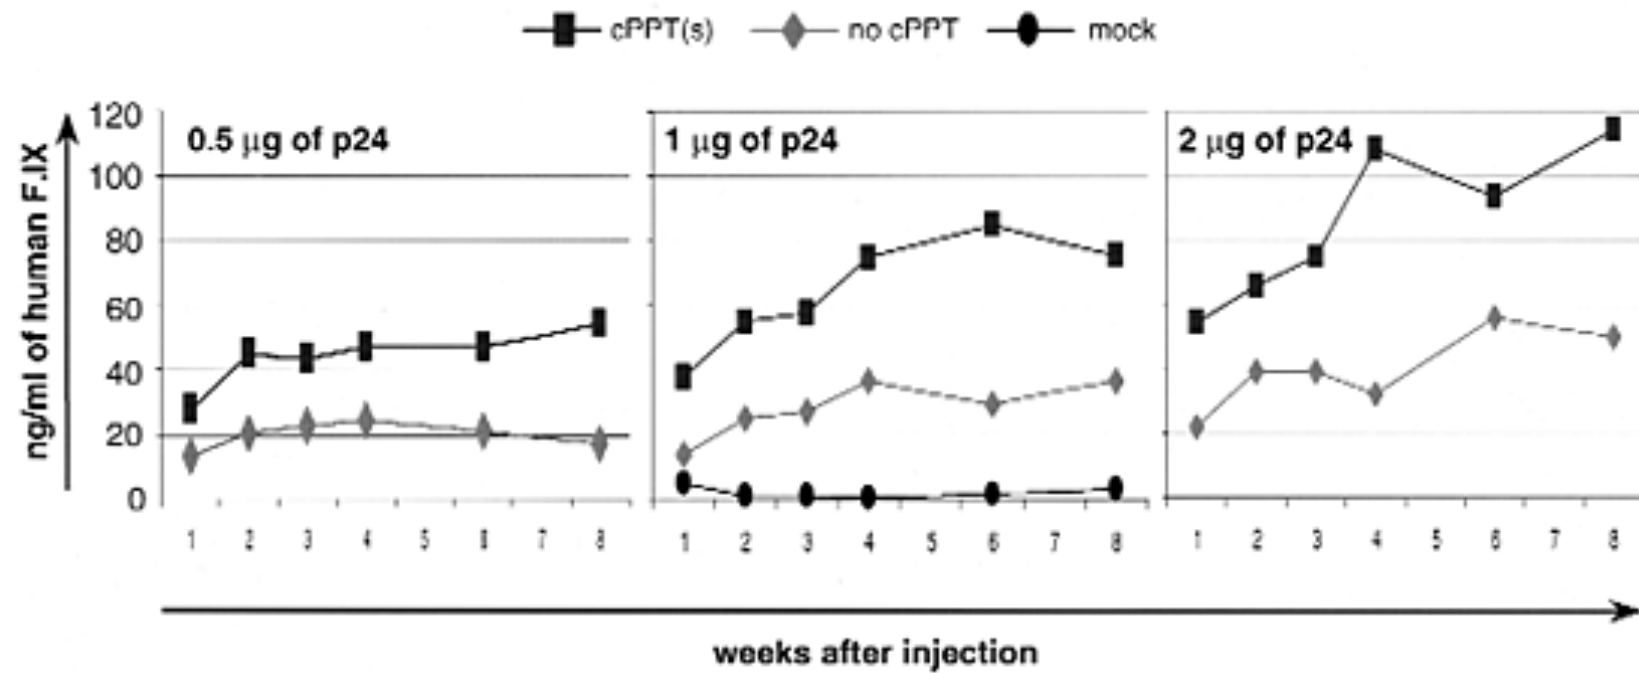 cPPT(s) no cPPT mock
ng/ml of human F.IX
120
100
80
60
40
20
0
0.5 μg of p24
1 μg of p24
2 μg of p24
1 2 3 4 5 6 7 8
1 2 3 4 5 6 7 8
1 2 3 4 5 6 7 8
weeks after injection